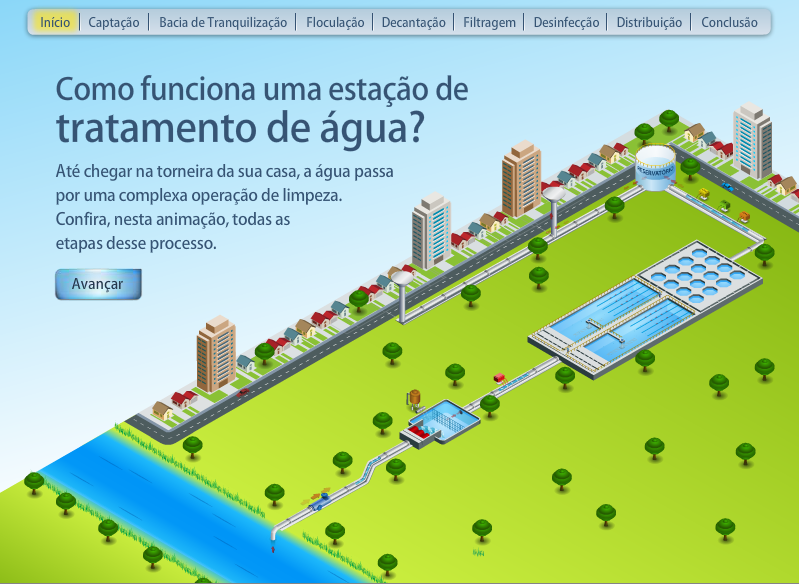 Início Captação Bacia de Tranquilização Floculação Decantação Filtragem Desinfecção Distribuição Conclusão
Como funciona uma estação de
tratamento de água?
Até chegar na torneira da sua casa, a água passa
por uma complexa operação de limpeza.
Confira, nesta animação, todas as
etapas desse processo.
Avançar
RESERVATÓRIO